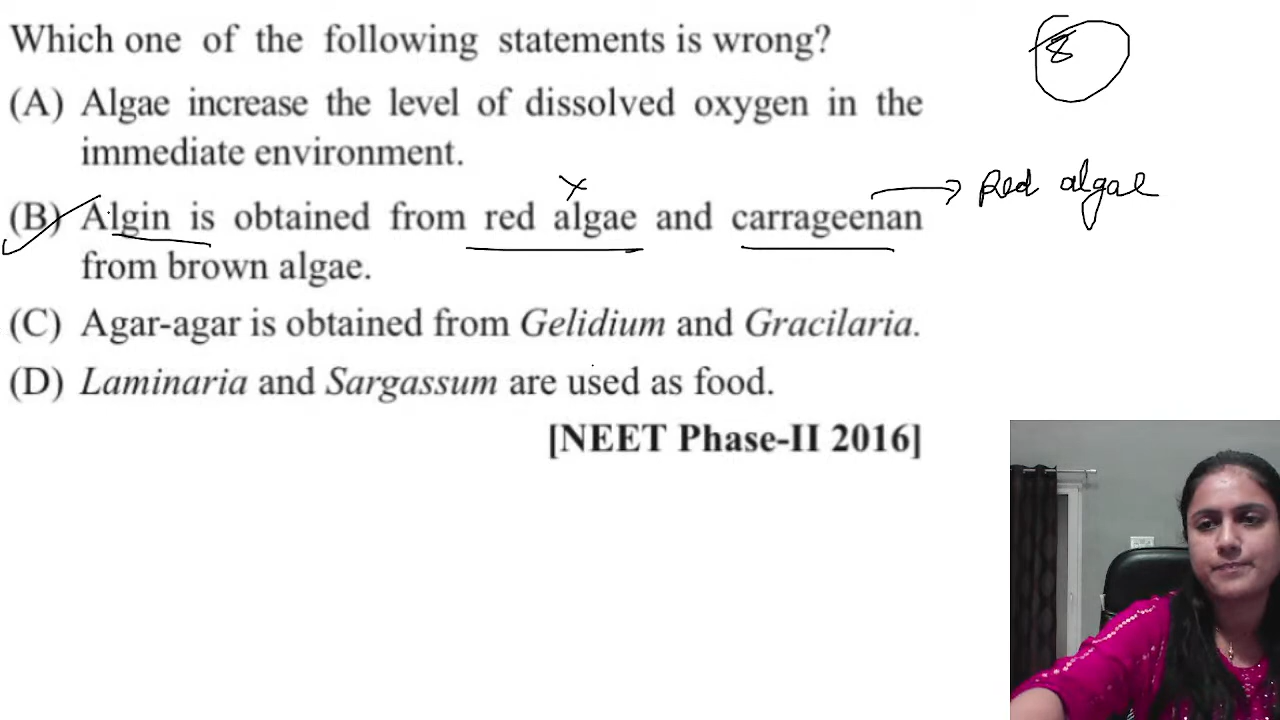 Which one of the following statements is wrong?
8
(A) Algae increase the level of dissolved oxygen in the
immediate environment.
x
(B) Algin is obtained from red algae and carrageenan → Red algae
from brown algae.
(C) Agar-agar is obtained from Gelidium and Gracilaria.
(D) Laminaria and Sargassum are used as food.
[NEET Phase-II 2016]